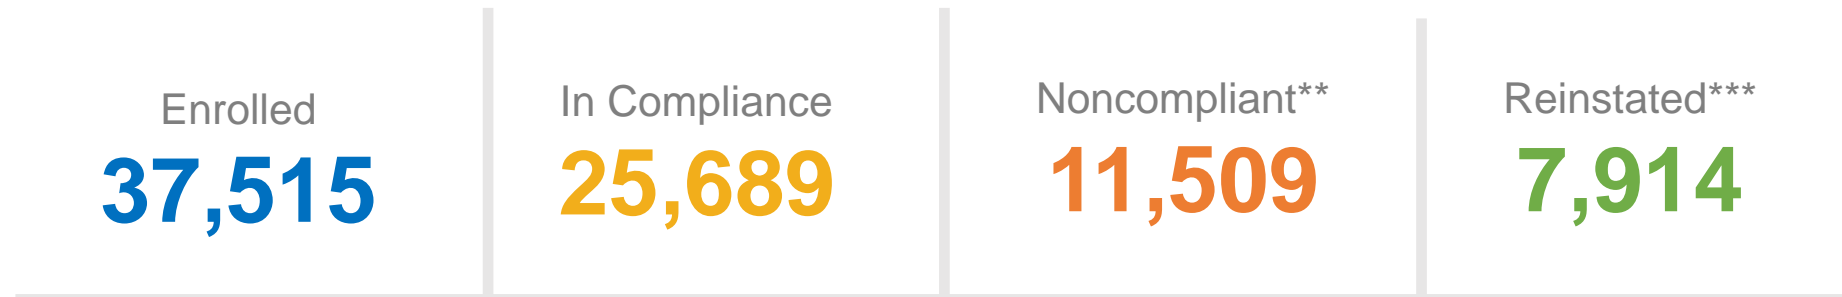 Enrolled
37,515
In Compliance
25,689
Noncompliant**
11,509
Reinstated***
7,914